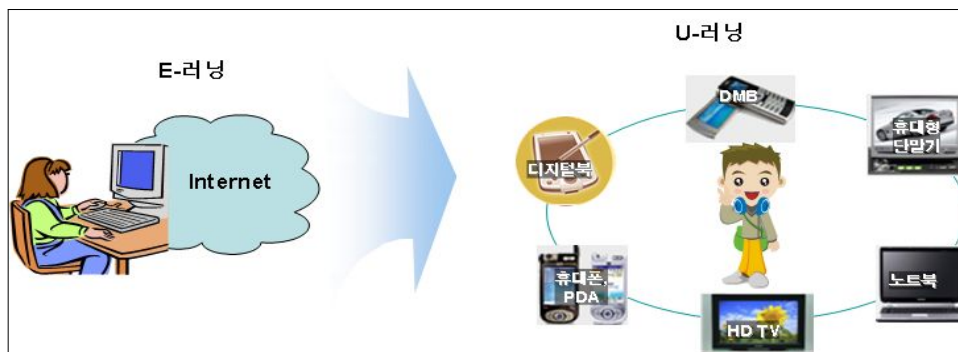 E-러닝
Internet
U-러닝
DMB
휴대형
단말기
디지털북
휴대폰,
PDA
HD TV
노트북